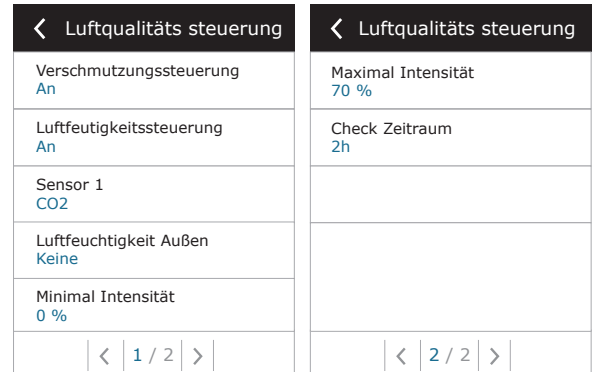 Luftqualitäts steuerung
Verschmutzungssteuerung
An
Luftfeutigkeitssteuerung
An
Sensor 1
CO2
Luftfeuchtigkeit Außen
Keine
Minimal Intensität
0 %
1 / 2
Luftqualitäts steuerung
Maximal Intensität
70 %
Check Zeitraum
2h
2 / 2